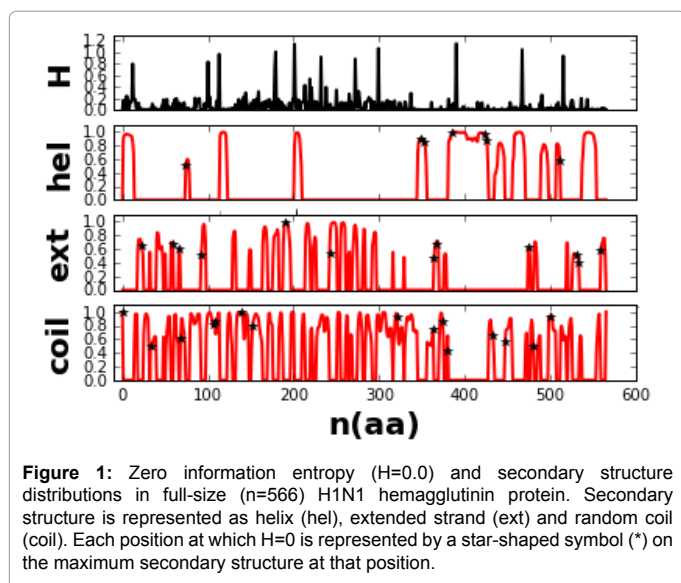 H
1.2
1.0
0.8
0.6
0.4
0.2
0.0
hel
1.0
0.8
0.6
0.4
0.2
0.0
ext
1.0
0.8
0.6
0.4
0.2
0.0
coil
1.0
0.8
0.6
0.4
0.2
0.0
0 100 200 300 400 500 600
n(aa)
Figure 1: Zero information entropy (H=0.0) and secondary structure
distributions in full-size (n=566) H1N1 hemagglutinin protein. Secondary
structure is represented as helix (hel), extended strand (ext) and random coil
(coil). Each position at which H=0 is represented by a star-shaped symbol (*) on
the maximum secondary structure at that position.